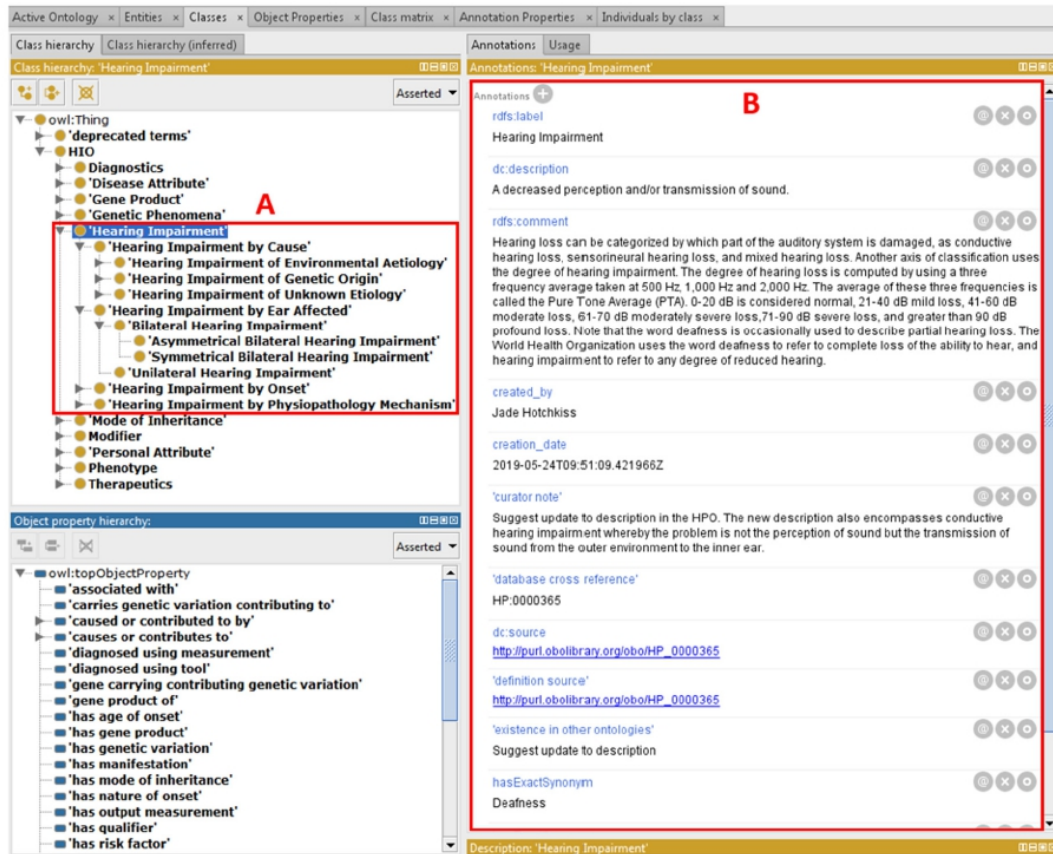 Active Ontology × Entities × Classes × Object Properties × Class matrix × Annotation Properties × Individuals by class ×
Class hierarchy Class hierarchy (inferred)
Class hierarchy: 'Hearing Impairment'
Asserted
owl:Thing
'deprecated terms'
HIO
Diagnostics
'Disease Attribute'
'Gene Product'
'Genetic Phenomena'
A
'Hearing Impairment'
'Hearing Impairment by Cause'
'Hearing Impairment of Environmental Aetiology'
'Hearing Impairment of Genetic Origin'
'Hearing Impairment of Unknown Etiology'
'Hearing Impairment by Ear Affected'
'Bilateral Hearing Impairment'
'Asymmetrical Bilateral Hearing Impairment'
'Symmetrical Bilateral Hearing Impairment'
'Unilateral Hearing Impairment'
'Hearing Impairment by Onset'
'Hearing Impairment by Physiopathology Mechanism'
'Mode of Inheritance'
Modifier
'Personal Attribute'
Phenotype
Therapeutics
Object property hierarchy:
Asserted
owl:topObjectProperty
'associated with'
'carries genetic variation contributing to'
'caused or contributed to by'
'causes or contributes to'
'diagnosed using measurement'
'diagnosed using tool'
'gene carrying contributing genetic variation'
'gene product of'
'has age of onset'
'has gene product'
'has genetic variation'
'has manifestation'
'has mode of inheritance'
'has nature of onset'
'has output measurement'
'has qualifier'
'has risk factor'
Annotations Usage
Annotations: 'Hearing Impairment'
Annotations
B
rdfs:label
Hearing Impairment
dc:description
A decreased perception and/or transmission of sound.
rdfs:comment
Hearing loss can be categorized by which part of the auditory system is damaged, as conductive
hearing loss, sensorineural hearing loss, and mixed hearing loss. Another axis of classification uses
the degree of hearing impairment. The degree of hearing loss is computed by using a three
frequency average taken at 500 Hz, 1,000 Hz and 2,000 Hz. The average of these three frequencies is
called the Pure Tone Average (PTA). 0-20 dB is considered normal, 21-40 dB mild loss, 41-60 dB
moderate loss, 61-70 dB moderately severe loss,71-90 dB severe loss, and greater than 90 dB
profound loss. Note that the word deafness is occasionally used to describe partial hearing loss. The
World Health Organization uses the word deafness to refer to complete loss of the ability to hear, and
hearing impairment to refer to any degree of reduced hearing.
created_by
Jade Hotchkiss
creation_date
2019-05-24T09:51:09.421966Z
'curator note'
Suggest update to description in the HPO. The new description also encompasses conductive
hearing impairment whereby the problem is not the perception of sound but the transmission of
sound from the outer environment to the inner ear.
'database cross reference'
HP:0000365
dc:source
http://purl.obolibrary.org/obo/HP_0000365
'definition source'
http://purl.obolibrary.org/obo/HP_0000365
'existence in other ontologies'
Suggest update to description
hasExactSynonym
Deafness
Description: 'Hearing Impairment'